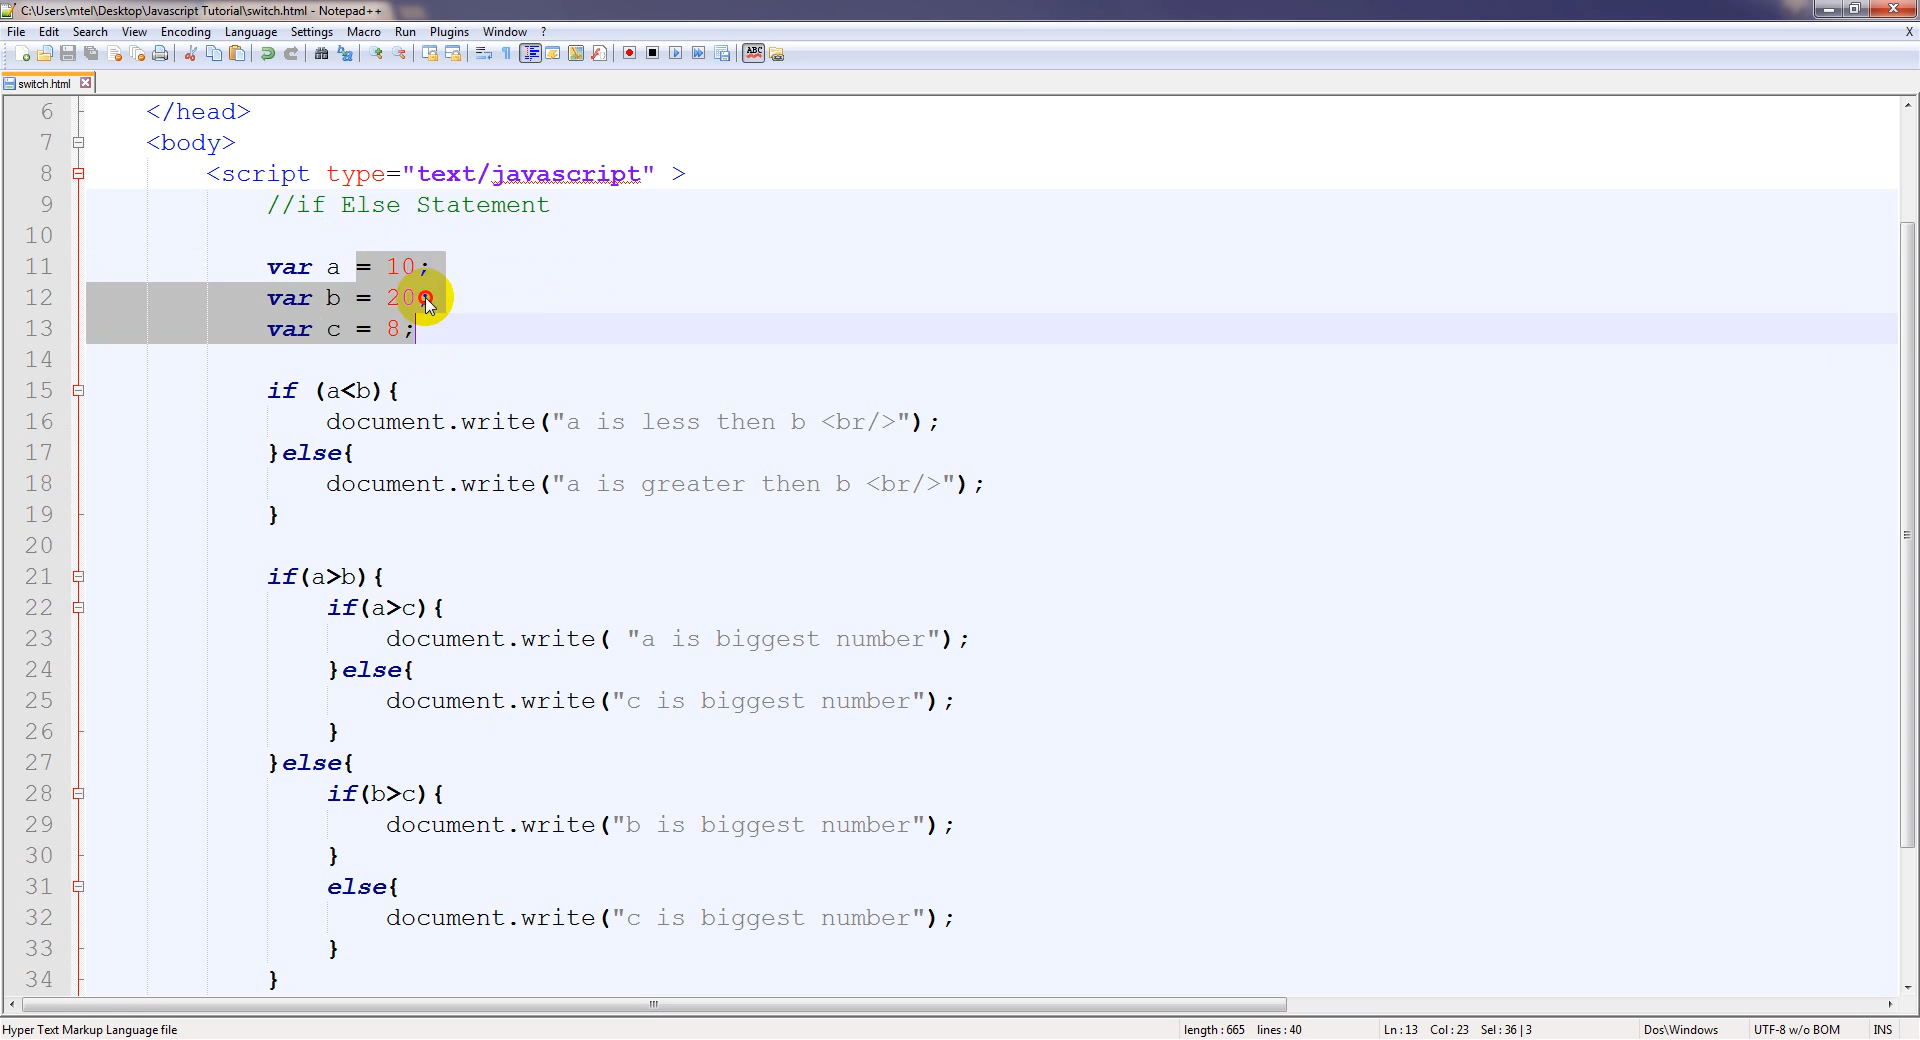 C:\Users\mtel\Desktop\Javascript Tutorial\switch.html - Notepad++
File Edit Search View Encoding Language Settings Macro Run Plugins Window ? X
ABC
switch.html
6 </head>
7 <body>
8 <script type="text/javascript" >
9 //if Else Statement
10
11 var a = 10;
12 var b = 20
13 var c = 8;
14
15 if (a<b){
16 document.write("a is less then b <br/>");
17 }else{
18 document.write("a is greater then b <br/>");
19 }
20
21 if(a>b){
22 if(a>c){
23 document.write( "a is biggest number");
24 }else{
25 document.write("c is biggest number");
26 }
27 }else{
28 if(b>c){
29 document.write("b is biggest number");
30 }
31 else{
32 document.write("c is biggest number");
33 }
34 }
Hyper Text Markup Language file length : 665 lines : 40 Ln : 13 Col : 23 Sel : 36 | 3 Dos\Windows UTF-8 w/o BOM INS